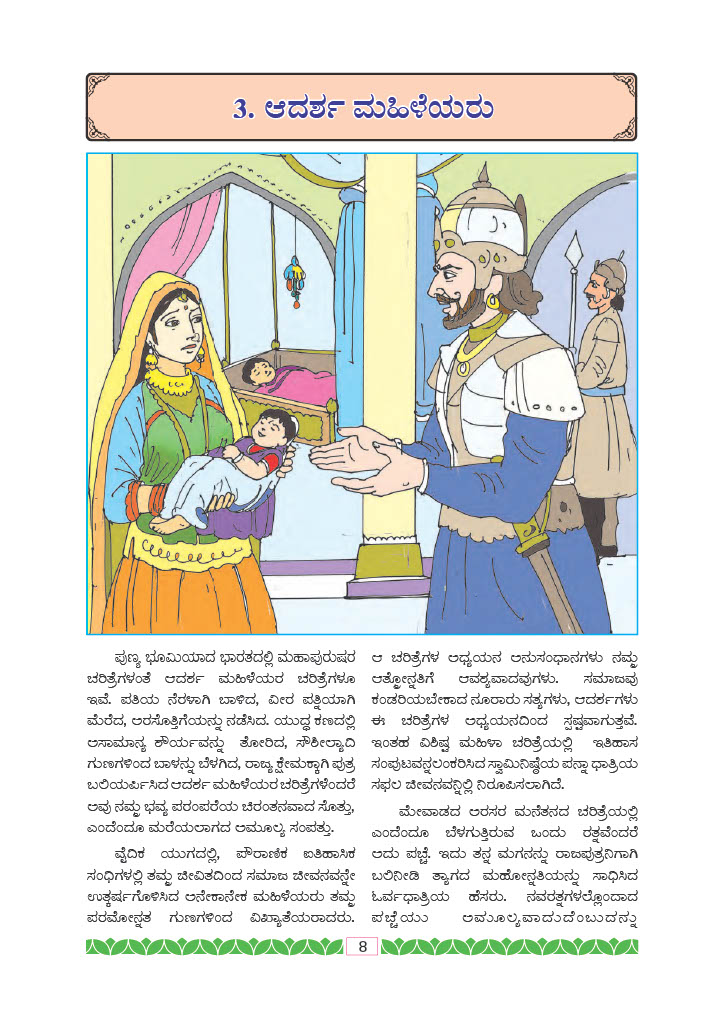 3. ಆದರ್ಶ ಮಹಿಳೆಯರು
ಪುಣ್ಯ ಭೂಮಿಯಾದ ಭಾರತದಲ್ಲಿ ಮಹಾಪುರುಷರ
ಚರಿತ್ರೆಗಳಂತೆ ಆದರ್ಶ ಮಹಿಳೆಯರ ಚರಿತ್ರೆಗಳೂ
ಇವೆ. ಪತಿಯ ನೆರಳಾಗಿ ಬಾಳಿದ, ವೀರ ಪತ್ನಿಯಾಗಿ
ಮೆರೆದ, ಅರಸೊತ್ತಿಗೆಯನ್ನು ನಡೆಸಿದ. ಯುದ್ಧ ಕಣದಲ್ಲಿ
ಅಸಾಮಾನ್ಯ ಶೌರ್ಯವನ್ನು ತೋರಿದ, ಸೌಶೀಲ್ಯಾದಿ
ಗುಣಗಳಿಂದ ಬಾಳನ್ನು ಬೆಳಗಿದ, ರಾಜ್ಯ ಕ್ಷೇಮಕ್ಕಾಗಿ ಪುತ್ರ
ಬಲಿಯರ್ಪಿಸಿದ ಆದರ್ಶ ಮಹಿಳೆಯರ ಚರಿತ್ರೆಗಳೆಂದರೆ
ಅವು ನಮ್ಮ ಭವ್ಯ ಪರಂಪರೆಯ ಚಿರಂತನವಾದ ಸೊತ್ತು,
ಎಂದೆಂದೂ ಮರೆಯಲಾಗದ ಅಮೂಲ್ಯ ಸಂಪತ್ತು.
ವೈದಿಕ ಯುಗದಲ್ಲಿ, ಪೌರಾಣಿಕ ಐತಿಹಾಸಿಕ
ಸಂಧಿಗಳಲ್ಲಿ ತಮ್ಮ ಜೀವಿತದಿಂದ ಸಮಾಜ ಜೀವನವನ್ನೇ
ಉತ್ಕರ್ಷಗೊಳಿಸಿದ ಅನೇಕಾನೇಕ ಮಹಿಳೆಯರು ತಮ್ಮ
ಪರಮೋನ್ನತ ಗುಣಗಳಿಂದ ವಿಖ್ಯಾತೆಯರಾದರು.
ಆ ಚರಿತ್ರೆಗಳ ಅಧ್ಯಯನ ಅನುಸಂಧಾನಗಳು ನಮ್ಮ
ಆತ್ಮೋನ್ನತಿಗೆ ಆವಶ್ಯವಾದವುಗಳು. ಸಮಾಜವು
ಕಂಡರಿಯಬೇಕಾದ ನೂರಾರು ಸತ್ಯಗಳು, ಆದರ್ಶಗಳು
ಈ ಚರಿತ್ರೆಗಳ ಅಧ್ಯಯನದಿಂದ ಸ್ಪಷ್ಟವಾಗುತ್ತವೆ.
ಇಂತಹ ವಿಶಿಷ್ಟ ಮಹಿಳಾ ಚರಿತ್ರೆಯಲ್ಲಿ ಇತಿಹಾಸ
ಸಂಪುಟವನ್ನಲಂಕರಿಸಿದ ಸ್ವಾಮಿನಿಷ್ಠೆಯ ಪನ್ನಾ ಧಾತ್ರಿಯ
ಸಫಲ ಜೀವನವನ್ನಿಲ್ಲಿ ನಿರೂಪಿಸಲಾಗಿದೆ.
ಮೇವಾಡದ ಅರಸರ ಮನೆತನದ ಚರಿತ್ರೆಯಲ್ಲಿ
ಎಂದೆಂದೂ ಬೆಳಗುತ್ತಿರುವ ಒಂದು ರತ್ನವೆಂದರೆ
ಅದು ಪಚ್ಚೆ. ಇದು ತನ್ನ ಮಗನನ್ನು ರಾಜಪುತ್ರನಿಗಾಗಿ
ಬಲಿನೀಡಿ ತ್ಯಾಗದ ಮಹೋನ್ನತಿಯನ್ನು ಸಾಧಿಸಿದ
ಓರ್ವಧಾತ್ರಿಯ ಹೆಸರು. ನವರತ್ನಗಳಲ್ಲೊಂದಾದ
ಪಚ್ಚೆಯು ಅಮೂಲ್ಯವಾದುದೆಂಬುದನ್ನು
8